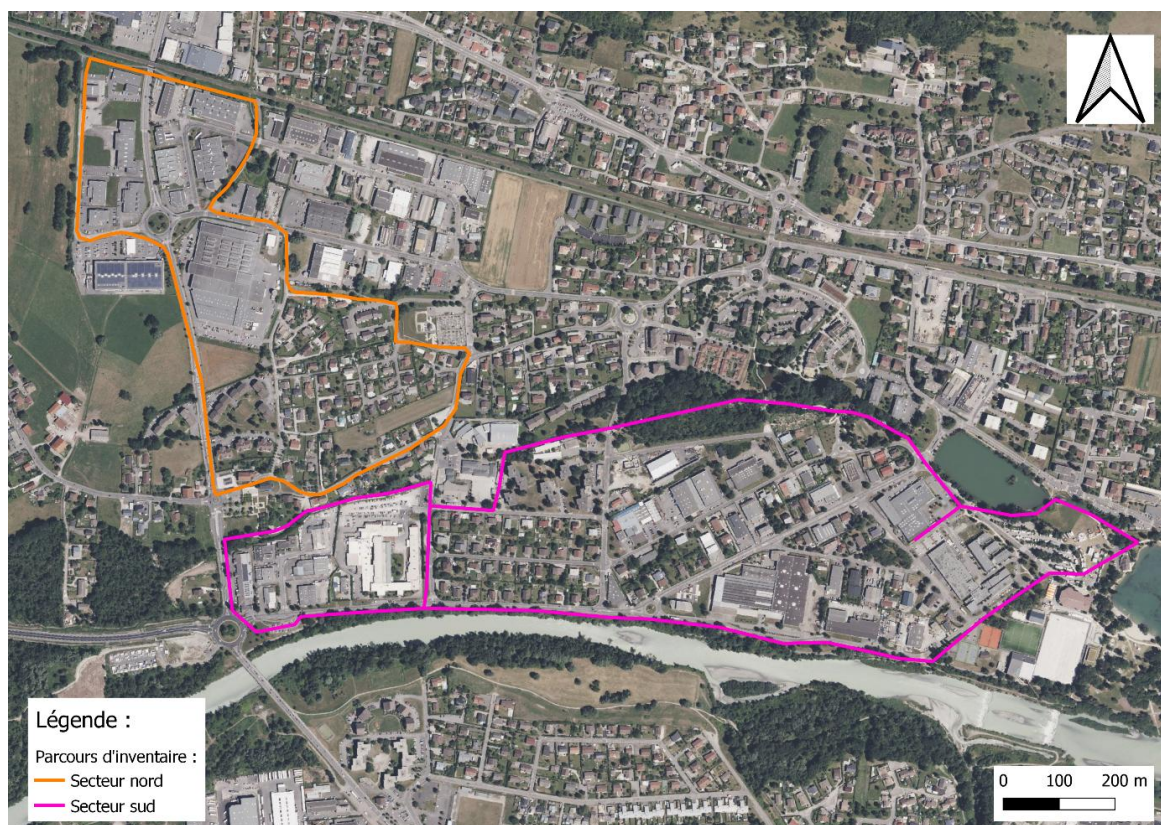 Légende :
Parcours d'inventaire :
Secteur nord
Secteur sud
0 100 200 m